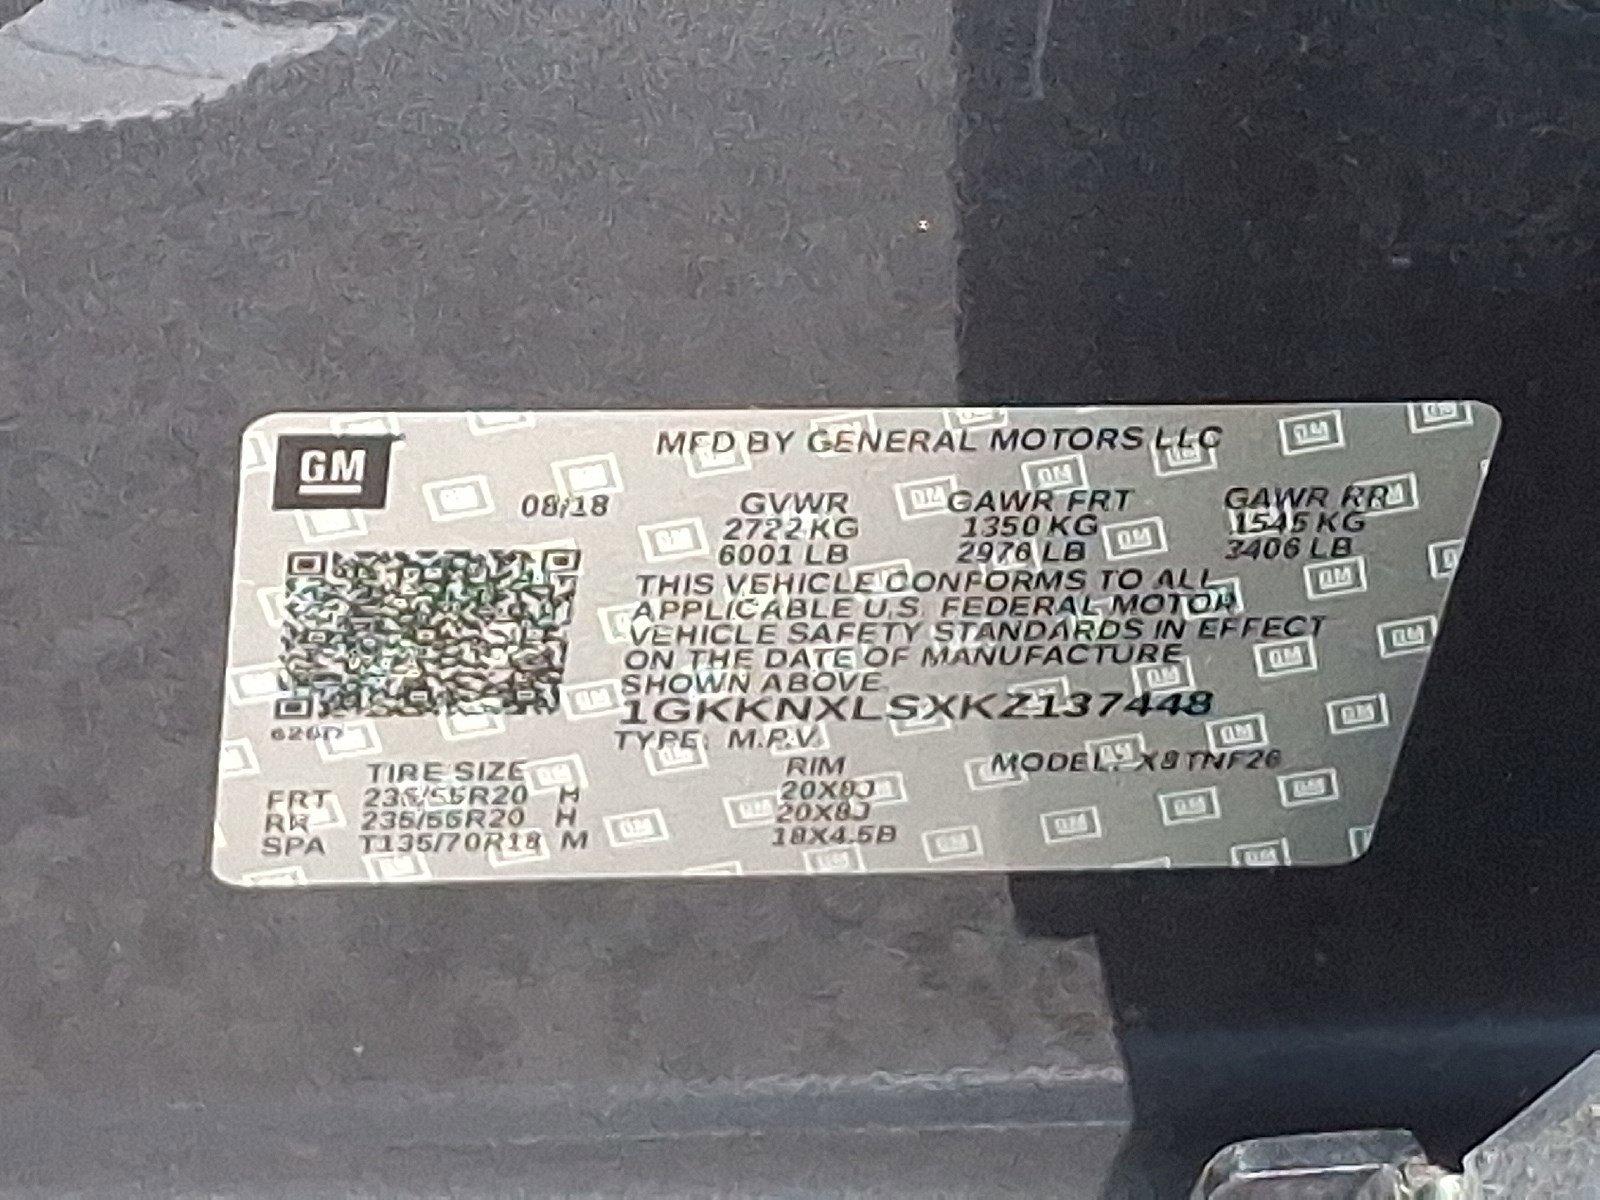 GM
MFD BY GENERAL MOTORS LLC
08/18 GVWR GAWR FRT GAWR RR
2722 KG 1350 KG 1545 KG
6001 LB 2976 LB 3406 LB
THIS VEHICLE CONFORMS TO ALL
APPLICABLE U.S. FEDERAL MOTOR
VEHICLE SAFETY STANDARDS IN EFFECT
ON THE DATE OF MANUFACTURE
SHOWN ABOVE.
1GKKNXLSXKZ137448
TYPE: M.P.V.
TIRE SIZE RIM MODEL:
FRT 235/55R20 H 20X8J
RR 235/55R20 H 20X8J
SPA T135/70R18 M 18X4.5B